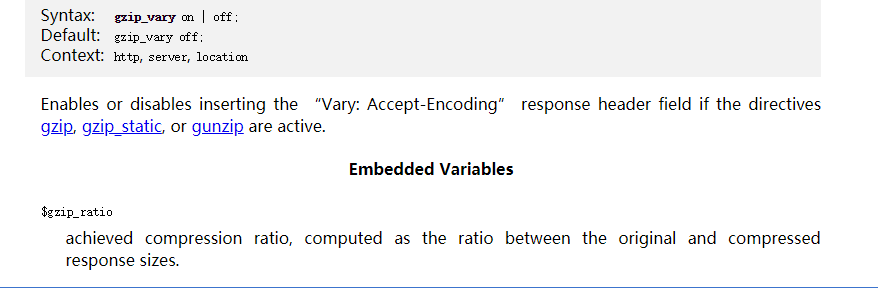 Syntax: gzip_vary on | off;
Default: gzip_vary off;
Context: http, server, location
Enables or disables inserting the “Vary: Accept-Encoding” response header field if the directives
gzip, gzip_static, or gunzip are active.
Embedded Variables
$gzip_ratio
achieved compression ratio, computed as the ratio between the original and compressed
response sizes.